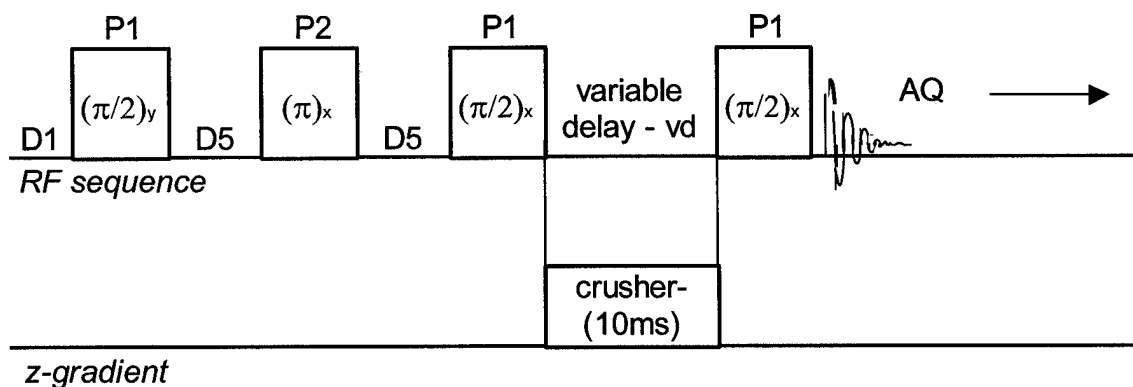 P1 P2 P1 P1
(π/2)y (π)x (π/2)x variable delay - vd (π/2)x AQ
D1 D5 D5
RF sequence
crusher-
(10ms)
z-gradient